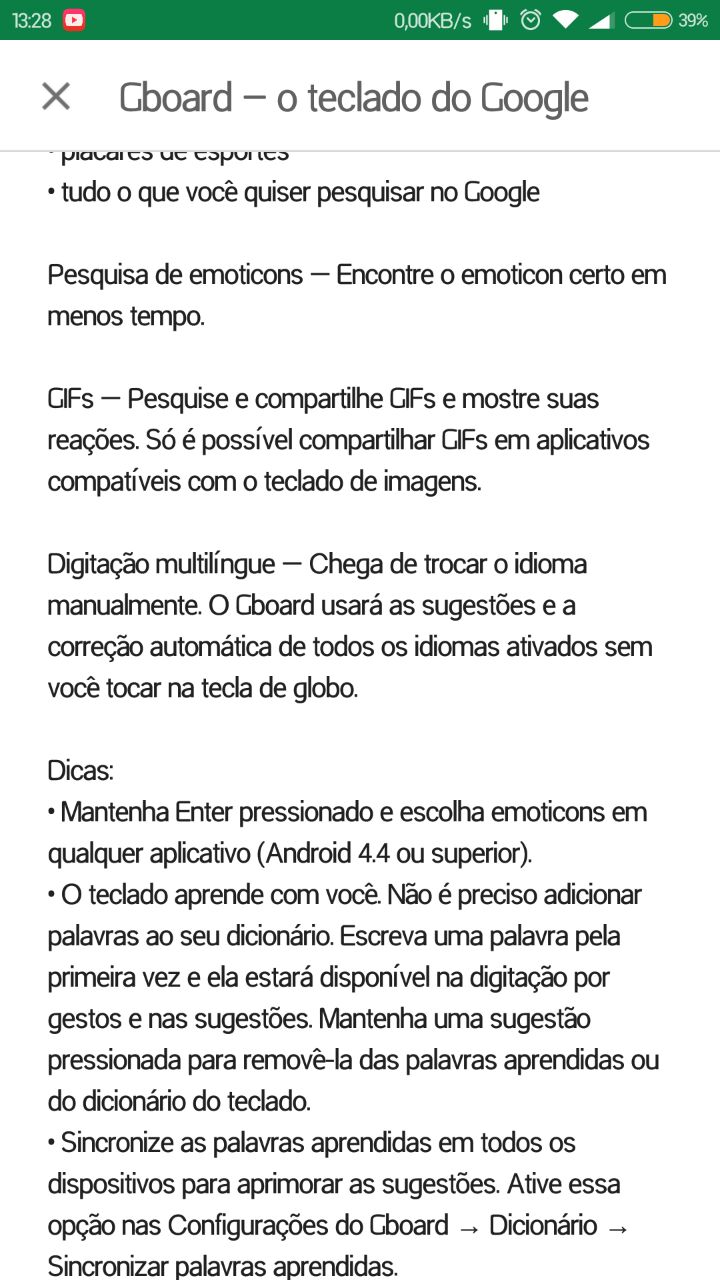 13:28 0,00KB/s 39%
Gboard – o teclado do Google
• placares de esportes
• tudo o que você quiser pesquisar no Google
Pesquisa de emoticons — Encontre o emoticon certo em
menos tempo.
GIFs — Pesquise e compartilhe GIFs e mostre suas
reações. Só é possível compartilhar GIFs em aplicativos
compatíveis com o teclado de imagens.
Digitação multilíngue — Chega de trocar o idioma
manualmente. O Gboard usará as sugestões e a
correção automática de todos os idiomas ativados sem
você tocar na tecla de globo.
Dicas:
• Mantenha Enter pressionado e escolha emoticons em
qualquer aplicativo (Android 4.4 ou superior).
• O teclado aprende com você. Não é preciso adicionar
palavras ao seu dicionário. Escreva uma palavra pela
primeira vez e ela estará disponível na digitação por
gestos e nas sugestões. Mantenha uma sugestão
pressionada para removê-la das palavras aprendidas ou
do dicionário do teclado.
• Sincronize as palavras aprendidas em todos os
dispositivos para aprimorar as sugestões. Ative essa
opção nas Configurações do Gboard → Dicionário →
Sincronizar palavras aprendidas.